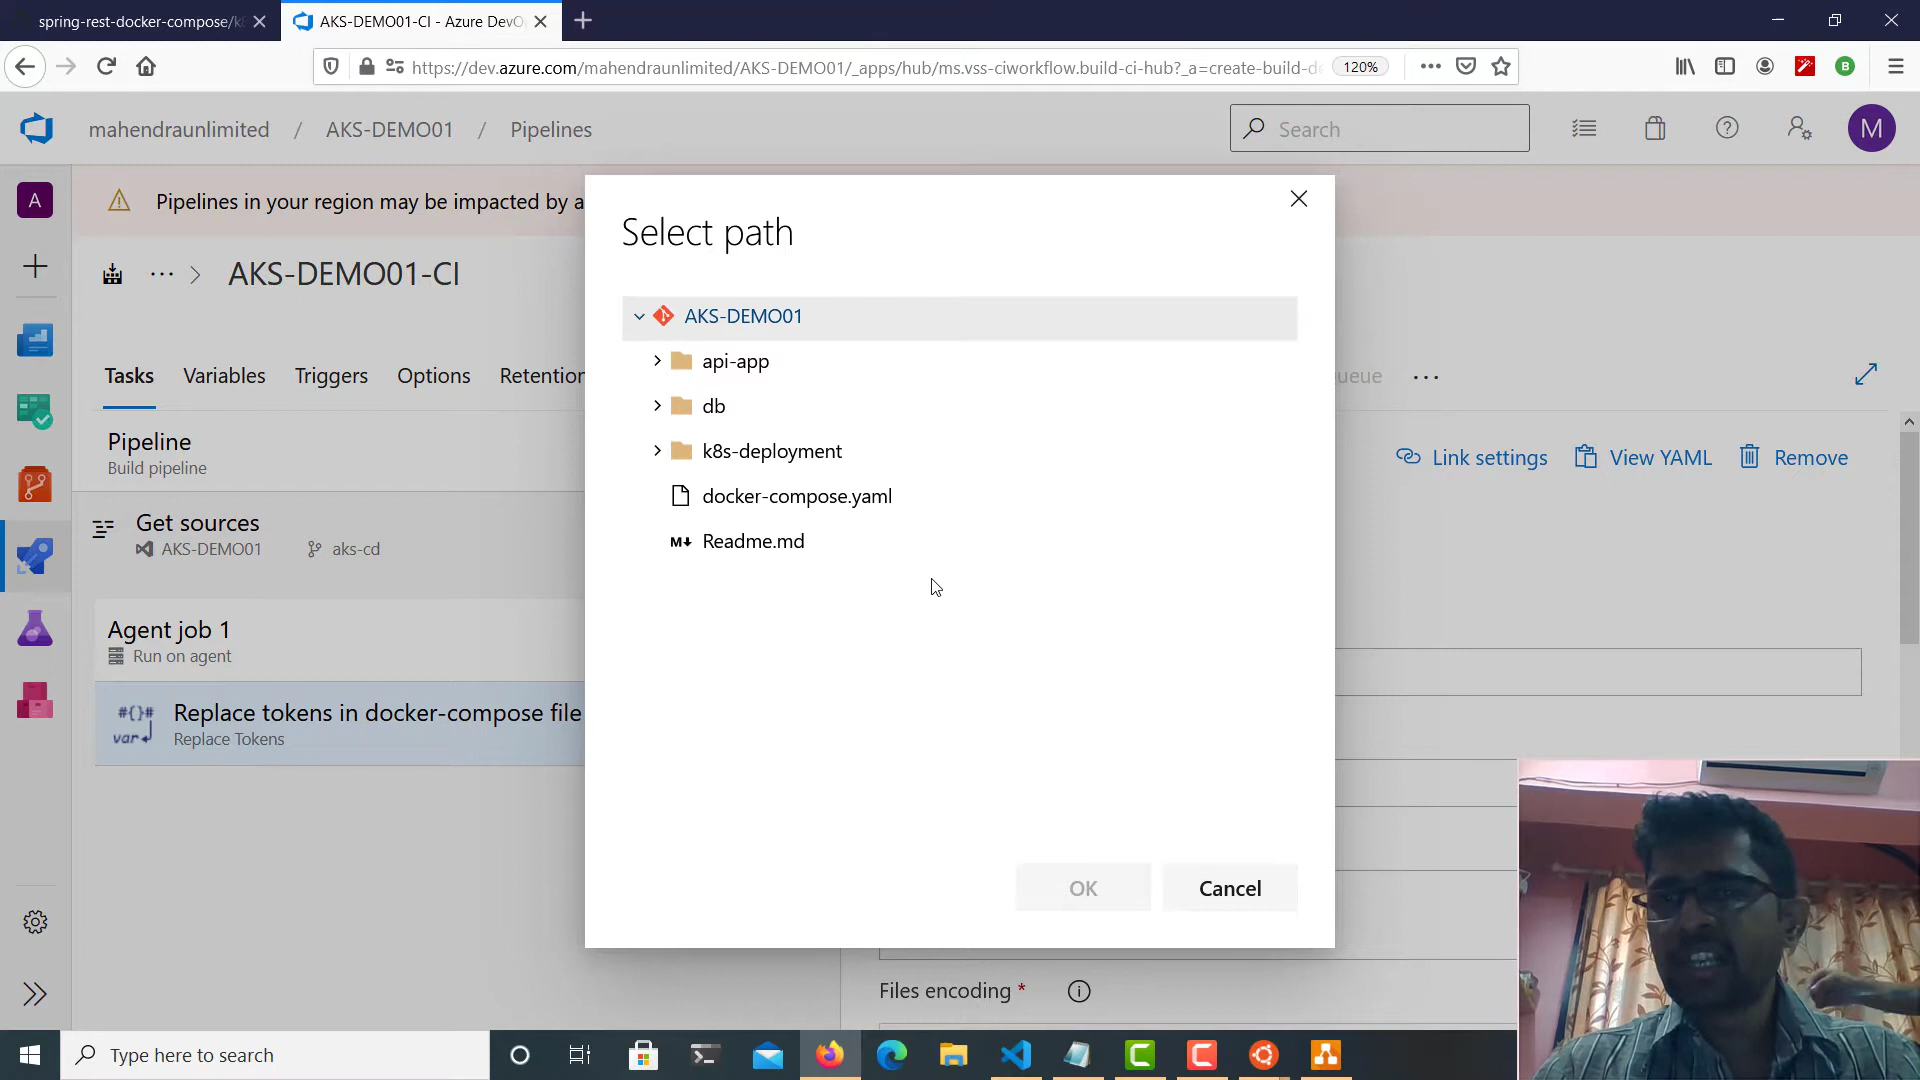 spring-rest-docker-compose/k
AKS-DEMO01-CI - Azure DevO
https://dev.azure.com/mahendraunlimited/AKS-DEMO01/_apps/hub/ms.vss-ciworkflow.build-ci-hub?_a=create-build-de
120%
B
mahendraunlimited / AKS-DEMO01 / Pipelines
Search
M
A
Pipelines in your region may be impacted by a
AKS-DEMO01-CI
Tasks
Variables
Triggers
Options
Retention
ueue
Pipeline
Build pipeline
Link settings
View YAML
Remove
Get sources
AKS-DEMO01
aks-cd
Agent job 1
Run on agent
#{}#
var
Replace tokens in docker-compose file
Replace Tokens
Select path
AKS-DEMO01
api-app
db
k8s-deployment
docker-compose.yaml
M↓ Readme.md
OK
Cancel
Files encoding *
Type here to search